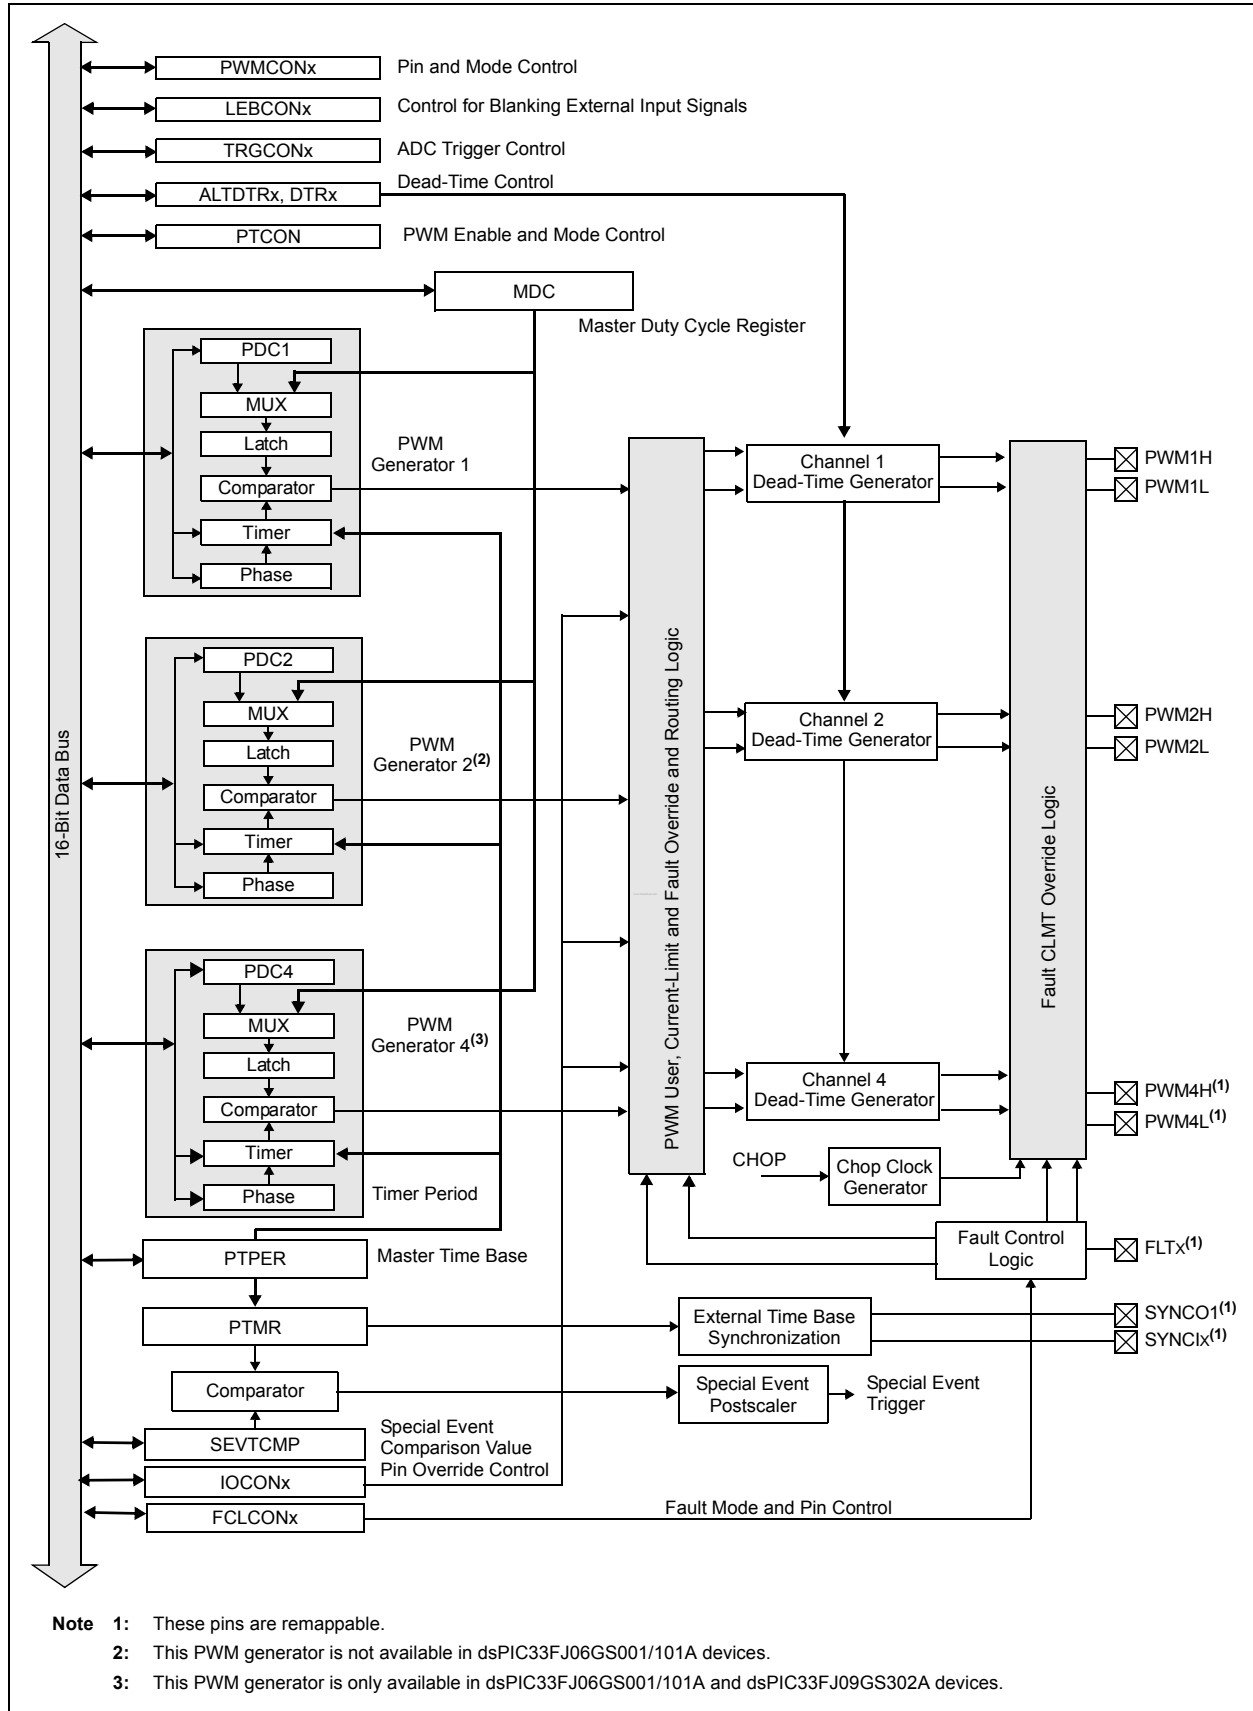 PWMCONx Pin and Mode Control
LEBCONx Control for Blanking External Input Signals
TRGCONx ADC Trigger Control
Dead-Time Control
ALTDTRx, DTRx
PTCON PWM Enable and Mode Control
MDC
Master Duty Cycle Register
PDC1
MUX
Latch
Comparator
Timer
Phase
PWM
Generator 1
PDC2
MUX
Latch
Comparator
Timer
Phase
PWM
Generator 2(2)
PDC4
MUX
Latch
Comparator
Timer
Phase
PWM
Generator 4(3)
Timer Period
16-Bit Data Bus
PWM User, Current-Limit and Fault Override and Routing Logic
Channel 1
Dead-Time Generator
Channel 2
Dead-Time Generator
Channel 4
Dead-Time Generator
Fault CLMT Override Logic
PWM1H
PWM1L
PWM2H
PWM2L
PWM4H(1)
PWM4L(1)
CHOP
Chop Clock
Generator
Fault Control
Logic
FLTx(1)
PTPER
Master Time Base
PTMR
External Time Base
Synchronization
SYNCO1(1)
SYNCIx(1)
Comparator
Special Event
Postscaler
Special Event
Trigger
SEVTCMP
Special Event
Comparison Value
Pin Override Control
IOCONx
FCLCONx
Fault Mode and Pin Control
Note 1: These pins are remappable.
2: This PWM generator is not available in dsPIC33FJ06GS001/101A devices.
3: This PWM generator is only available in dsPIC33FJ06GS001/101A and dsPIC33FJ09GS302A devices.